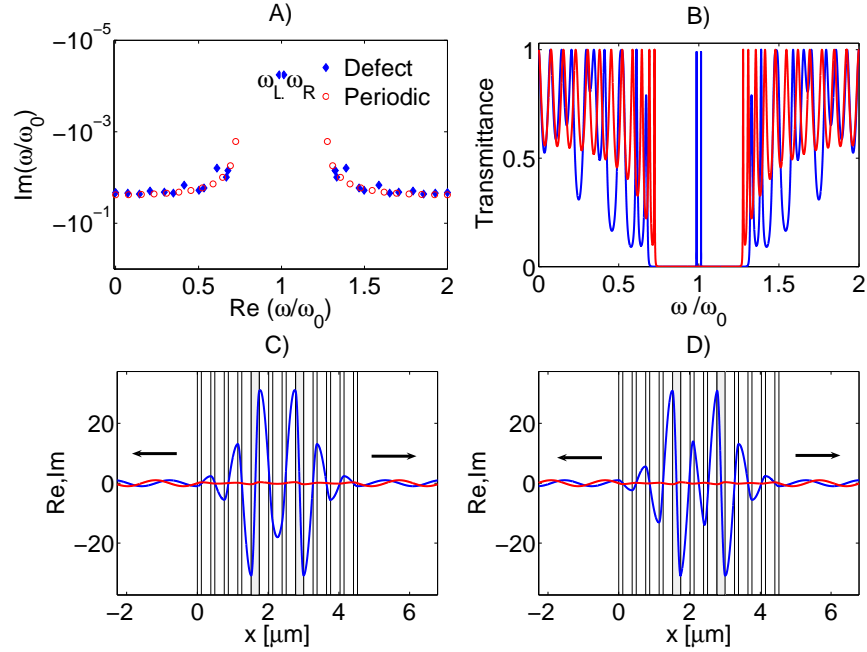 A)
B)
-10⁻⁵
-10⁻³
-10⁻¹
Im(ω/ω₀)
ω_L ω_R
Defect
Periodic
0 0.5 1 1.5 2
Re (ω/ω₀)
1
0.5
0
Transmittance
0 0.5 1 1.5 2
ω/ω₀
C)
D)
20
0
-20
Re,Im
-2 0 2 4 6
x [μm]
20
0
-20
Re,Im
-2 0 2 4 6
x [μm]